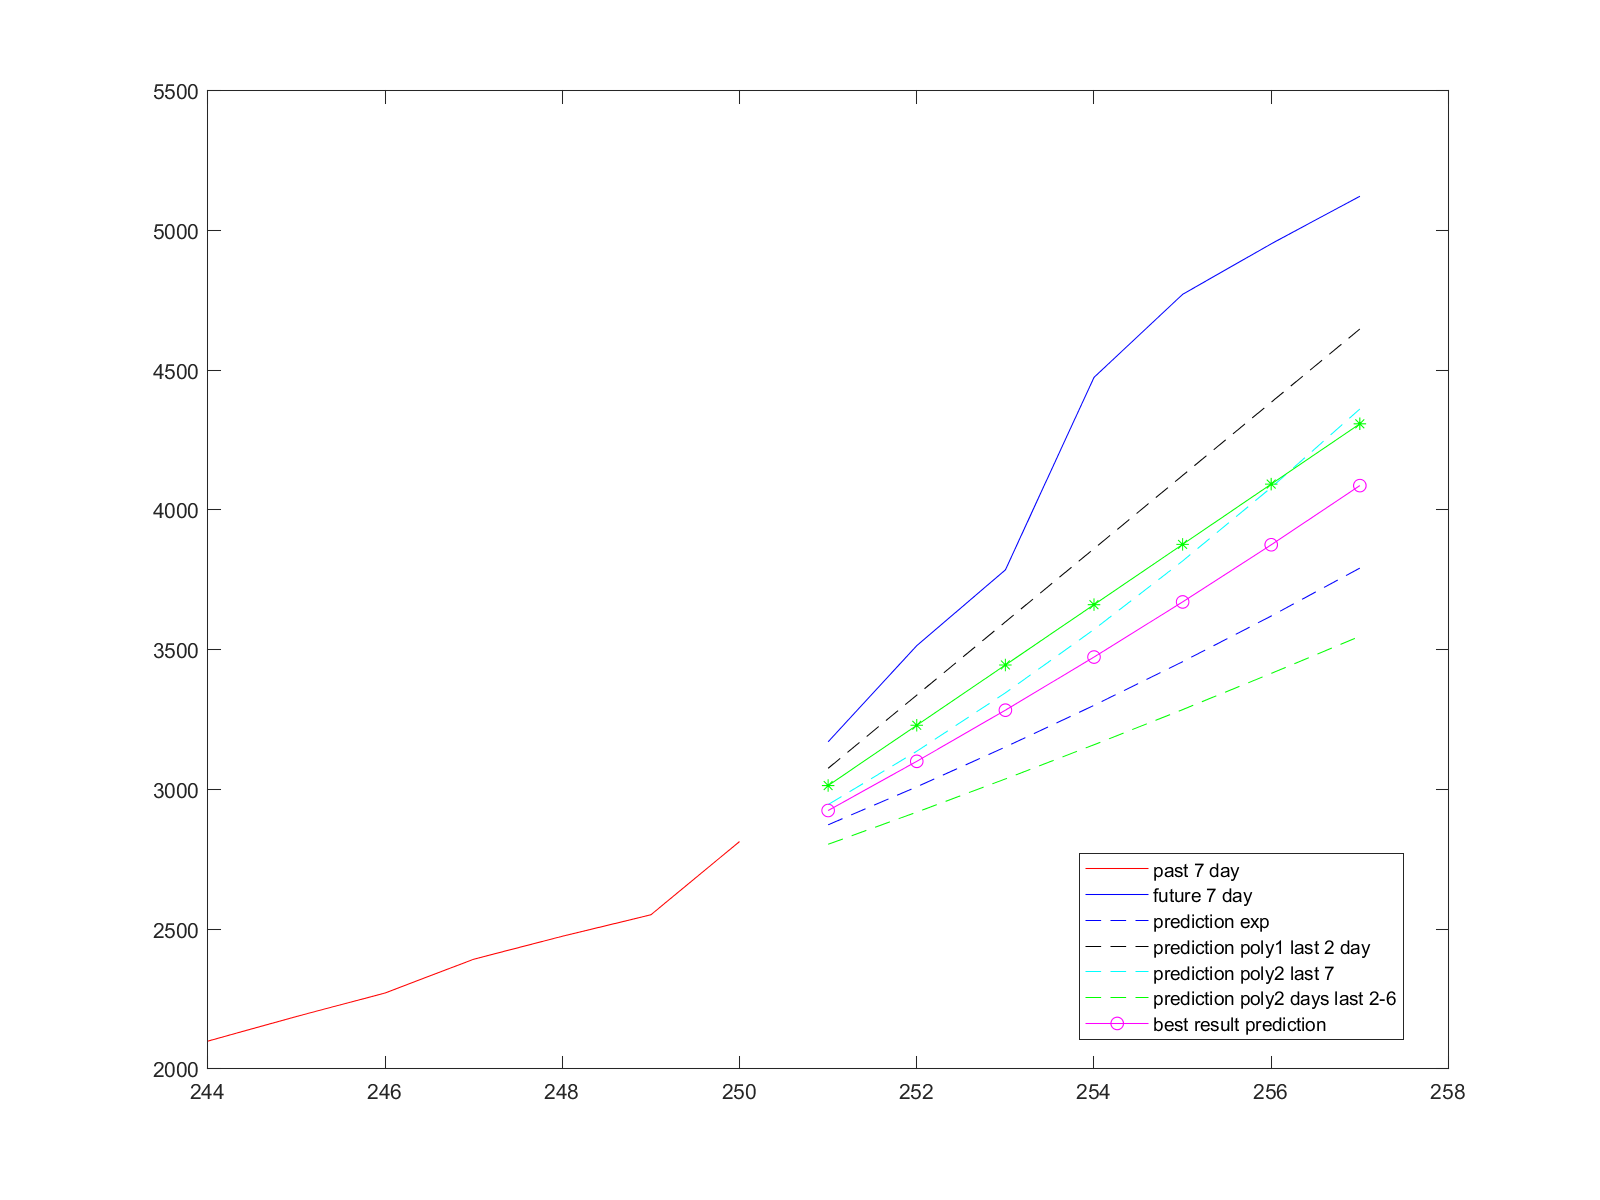 5500
5000
4500
4000
3500
3000
2500
2000
244 246 248 250 252 254 256 258
past 7 day
future 7 day
prediction exp
prediction poly1 last 2 day
prediction poly2 last 7
prediction poly2 days last 2-6
best result prediction